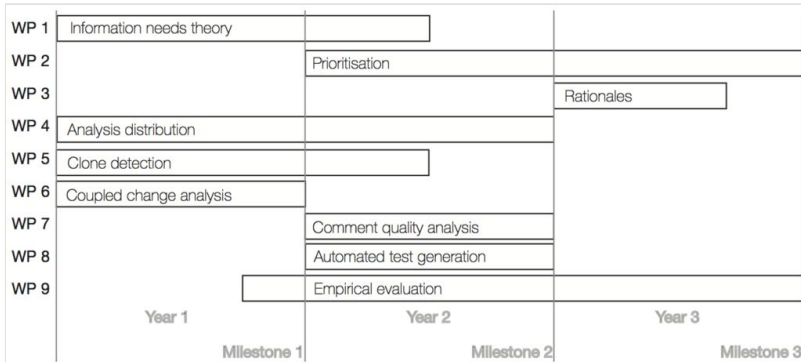 WP 1 Information needs theory
WP 2 Prioritisation
WP 3 Rationales
WP 4 Analysis distribution
WP 5 Clone detection
WP 6 Coupled change analysis
WP 7 Comment quality analysis
WP 8 Automated test generation
WP 9 Empirical evaluation
Year 1 Year 2 Year 3
Milestone 1 Milestone 2 Milestone 3